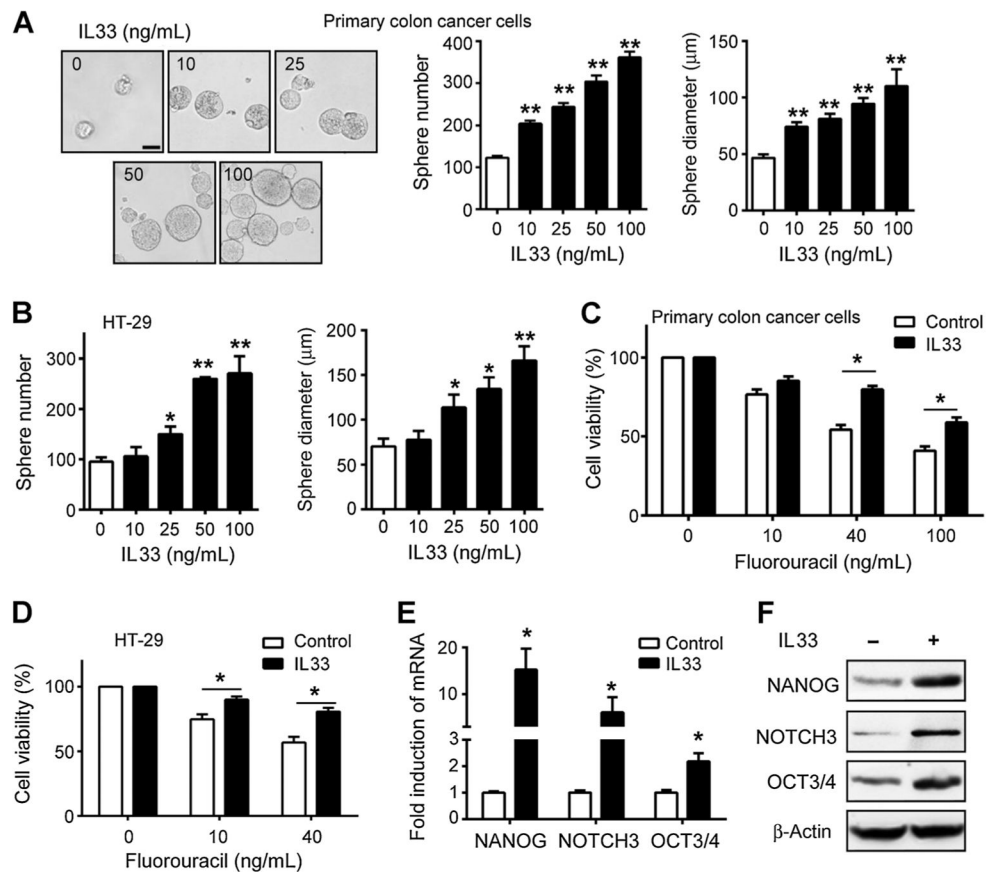 A
IL33 (ng/mL)
Primary colon cancer cells
0
10
25
50
100
Sphere number
400
300
200
100
0
** ** ** **
0 10 25 50 100
IL33 (ng/mL)
Sphere diameter (μm)
150
100
50
0
** ** ** **
0 10 25 50 100
IL33 (ng/mL)
B
HT-29
Sphere number
300
200
100
0
* ** **
0 10 25 50 100
IL33 (ng/mL)
Sphere diameter (μm)
200
150
100
50
0
* * **
0 10 25 50 100
IL33 (ng/mL)
C
Primary colon cancer cells
Control
IL33
Cell viability (%)
100
50
0
* *
0 10 40 100
Fluorouracil (ng/mL)
D
HT-29
Control
IL33
Cell viability (%)
100
50
0
* *
0 10 40
Fluorouracil (ng/mL)
E
Control
IL33
Fold induction of mRNA
20
10
3
2
1
0
* * *
NANOG NOTCH3 OCT3/4
F
IL33 – +
NANOG
NOTCH3
OCT3/4
β-Actin